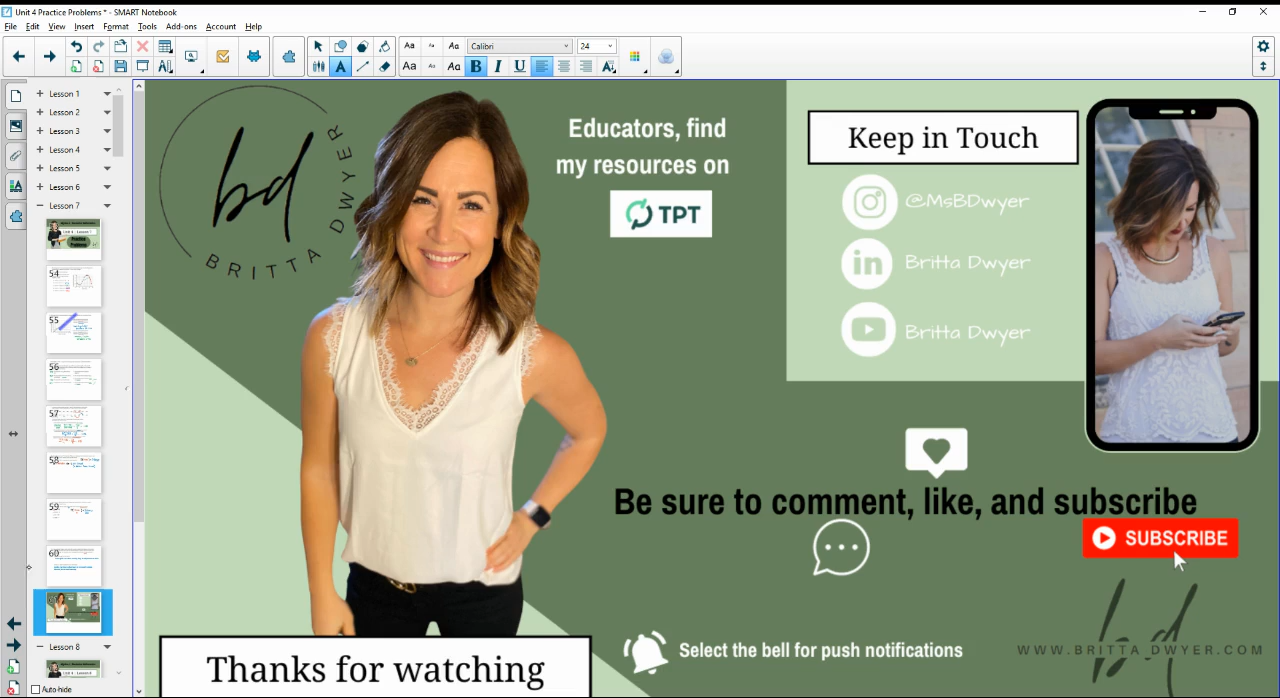 Unit 4 Practice Problems * - SMART Notebook
File Edit View Insert Format Tools Add-ons Account Help
Calibri
24
Lesson 1
Lesson 2
Lesson 3
Lesson 4
Lesson 5
Lesson 6
Lesson 7
54
55
56
57
58
59
60
Lesson 8
Auto-hide
bd
BRITTA DWYER
Educators, find
my resources on
TPT
Keep in Touch
@MsBDwyer
Britta Dwyer
Britta Dwyer
Be sure to comment, like, and subscribe
SUBSCRIBE
bd
WWW.BRITTADWYER.COM
Select the bell for push notifications
Thanks for watching